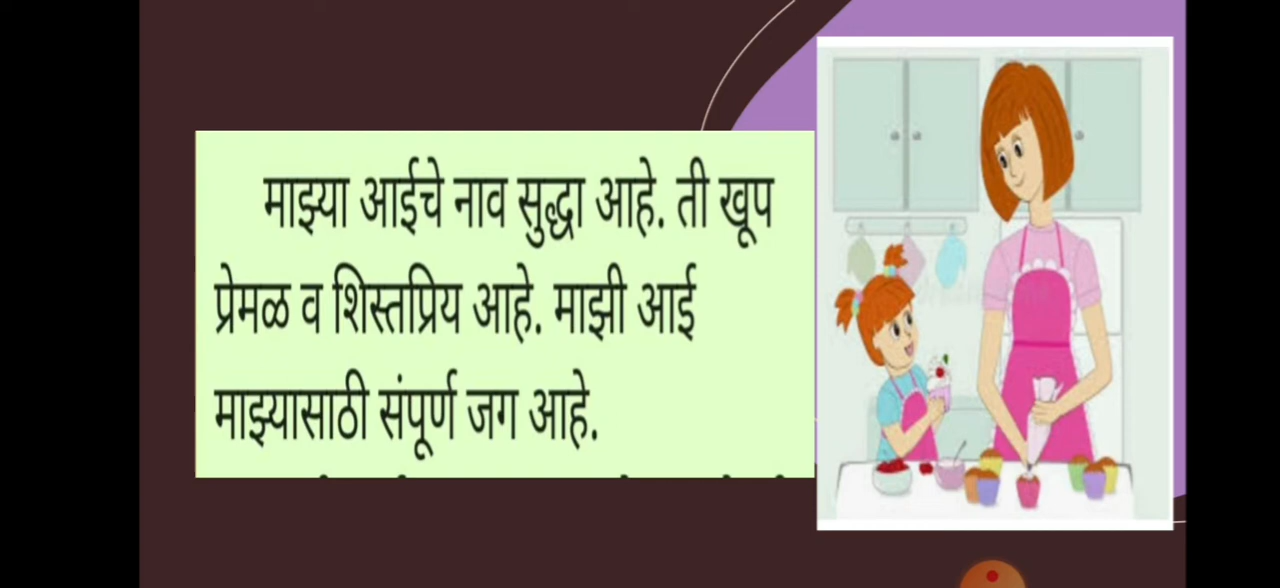 माझ्या आईचे नाव सुद्धा आहे. ती खूप
प्रेमळ व शिस्तप्रिय आहे. माझी आई
माझ्यासाठी संपूर्ण जग आहे.